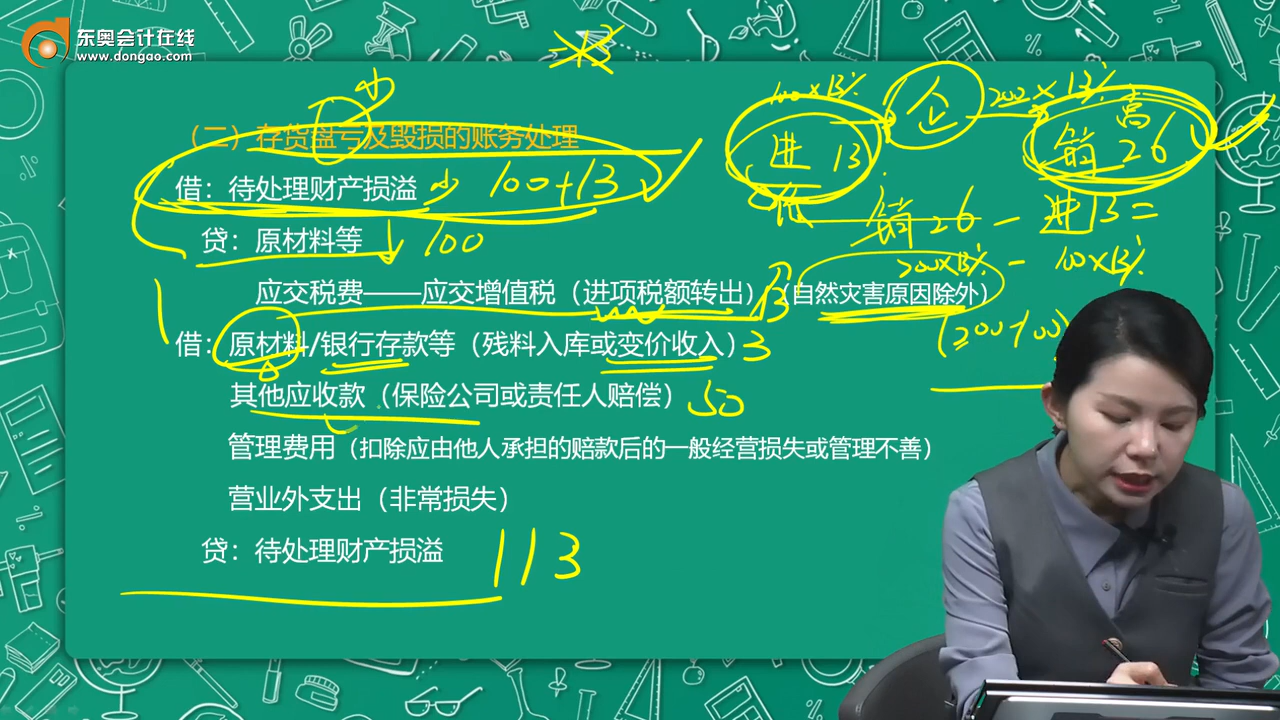 东奥会计在线
www.dongao.com
(二)存货盘亏及毁损的账务处理
少
借：待处理财产损溢 少 100+13
贷：原材料等 100
应交税费——应交增值税（进项税额转出）13（自然灾害原因除外）
借：原材料/银行存款等（残料入库或变价收入）3
其他应收款（保险公司或责任人赔偿）50
管理费用（扣除应由他人承担的赔款后的一般经营损失或管理不善）
营业外支出（非常损失）
贷：待处理财产损溢 113
100×13% 企 200×13%
进 13 销 26
高
低
销26 - 进13 =
200×13% - 100×13%
(200-100)